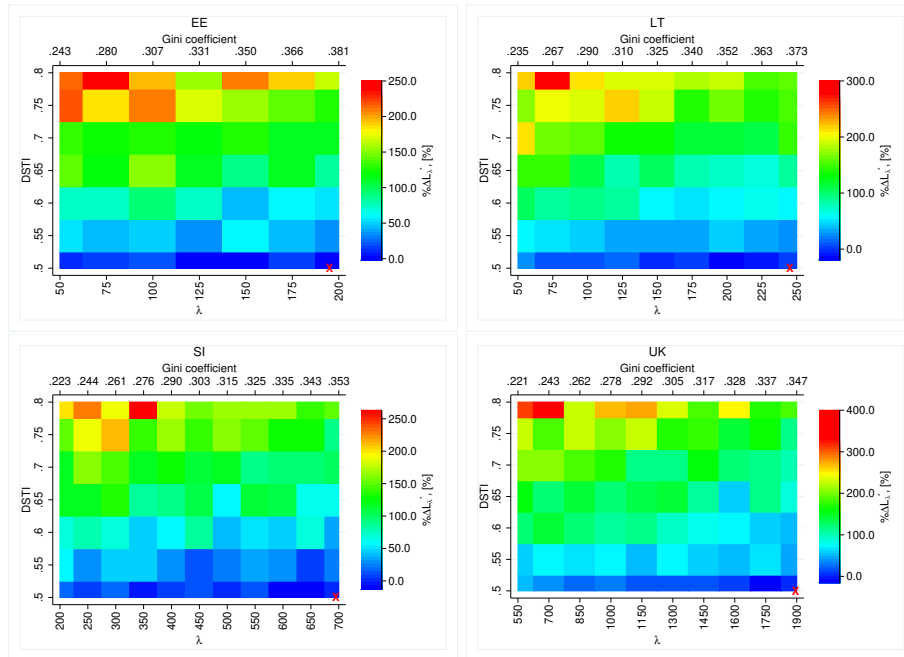 EE
Gini coefficient
.243 .280 .307 .331 .350 .366 .381
.8
.75
.7
.65
.6
.55
.5
DSTI
50 75 100 125 150 175 200
λ
250.0
200.0
150.0
100.0
50.0
0.0
%ΔL*λ, [%]
LT
Gini coefficient
.235 .267 .290 .310 .325 .340 .352 .363 .373
.8
.75
.7
.65
.6
.55
.5
DSTI
50 75 100 125 150 175 200 225 250
λ
300.0
200.0
100.0
0.0
%ΔL*λ, [%]
SI
Gini coefficient
.223 .244 .261 .276 .290 .303 .315 .325 .335 .343 .353
.8
.75
.7
.65
.6
.55
.5
DSTI
200 250 300 350 400 450 500 550 600 650 700
λ
250.0
200.0
150.0
100.0
50.0
0.0
%ΔL*λ, [%]
UK
Gini coefficient
.221 .243 .262 .278 .292 .305 .317 .328 .337 .347
.8
.75
.7
.65
.6
.55
.5
DSTI
550 700 850 1000 1150 1300 1450 1600 1750 1900
λ
400.0
300.0
200.0
100.0
0.0
%ΔL*λ, [%]